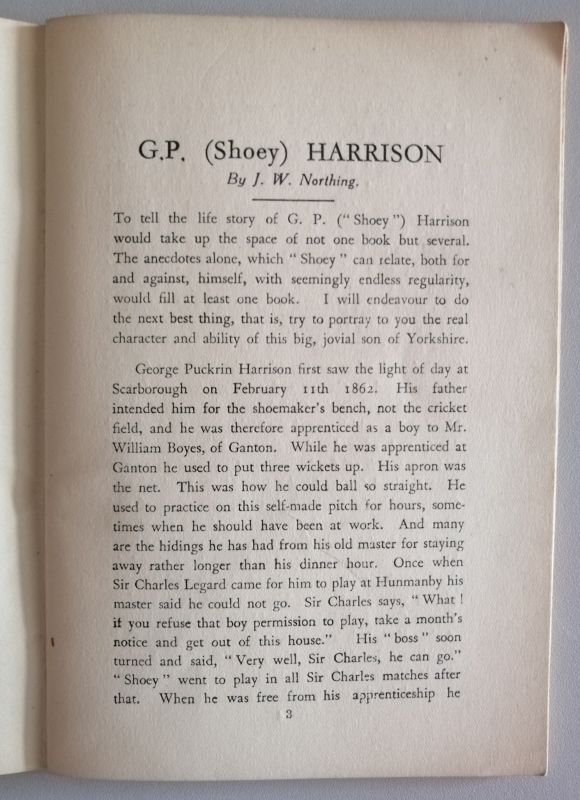 G.P. (Shoey) HARRISON
By J. W. Northing.
To tell the life story of G. P. (“Shoey”) Harrison
would take up the space of not one book but several.
The anecdotes alone, which “Shoey” can relate, both for
and against, himself, with seemingly endless regularity,
would fill at least one book. I will endeavour to do
the next best thing, that is, try to portray to you the real
character and ability of this big, jovial son of Yorkshire.
George Puckrin Harrison first saw the light of day at
Scarborough on February 11th 1862. His father
intended him for the shoemaker's bench, not the cricket
field, and he was therefore apprenticed as a boy to Mr.
William Boyes, of Ganton. While he was apprenticed at
Ganton he used to put three wickets up. His apron was
the net. This was how he could ball so straight. He
used to practice on this self-made pitch for hours, some-
times when he should have been at work. And many
are the hidings he has had from his old master for staying
away rather longer than his dinner hour. Once when
Sir Charles Legard came for him to play at Hunmanby his
master said he could not go. Sir Charles says, “What !
if you refuse that boy permission to play, take a month's
notice and get out of this house.” His “boss” soon
turned and said, “Very well, Sir Charles, he can go.”
“Shoey” went to play in all Sir Charles matches after
that. When he was free from his apprenticeship he
3